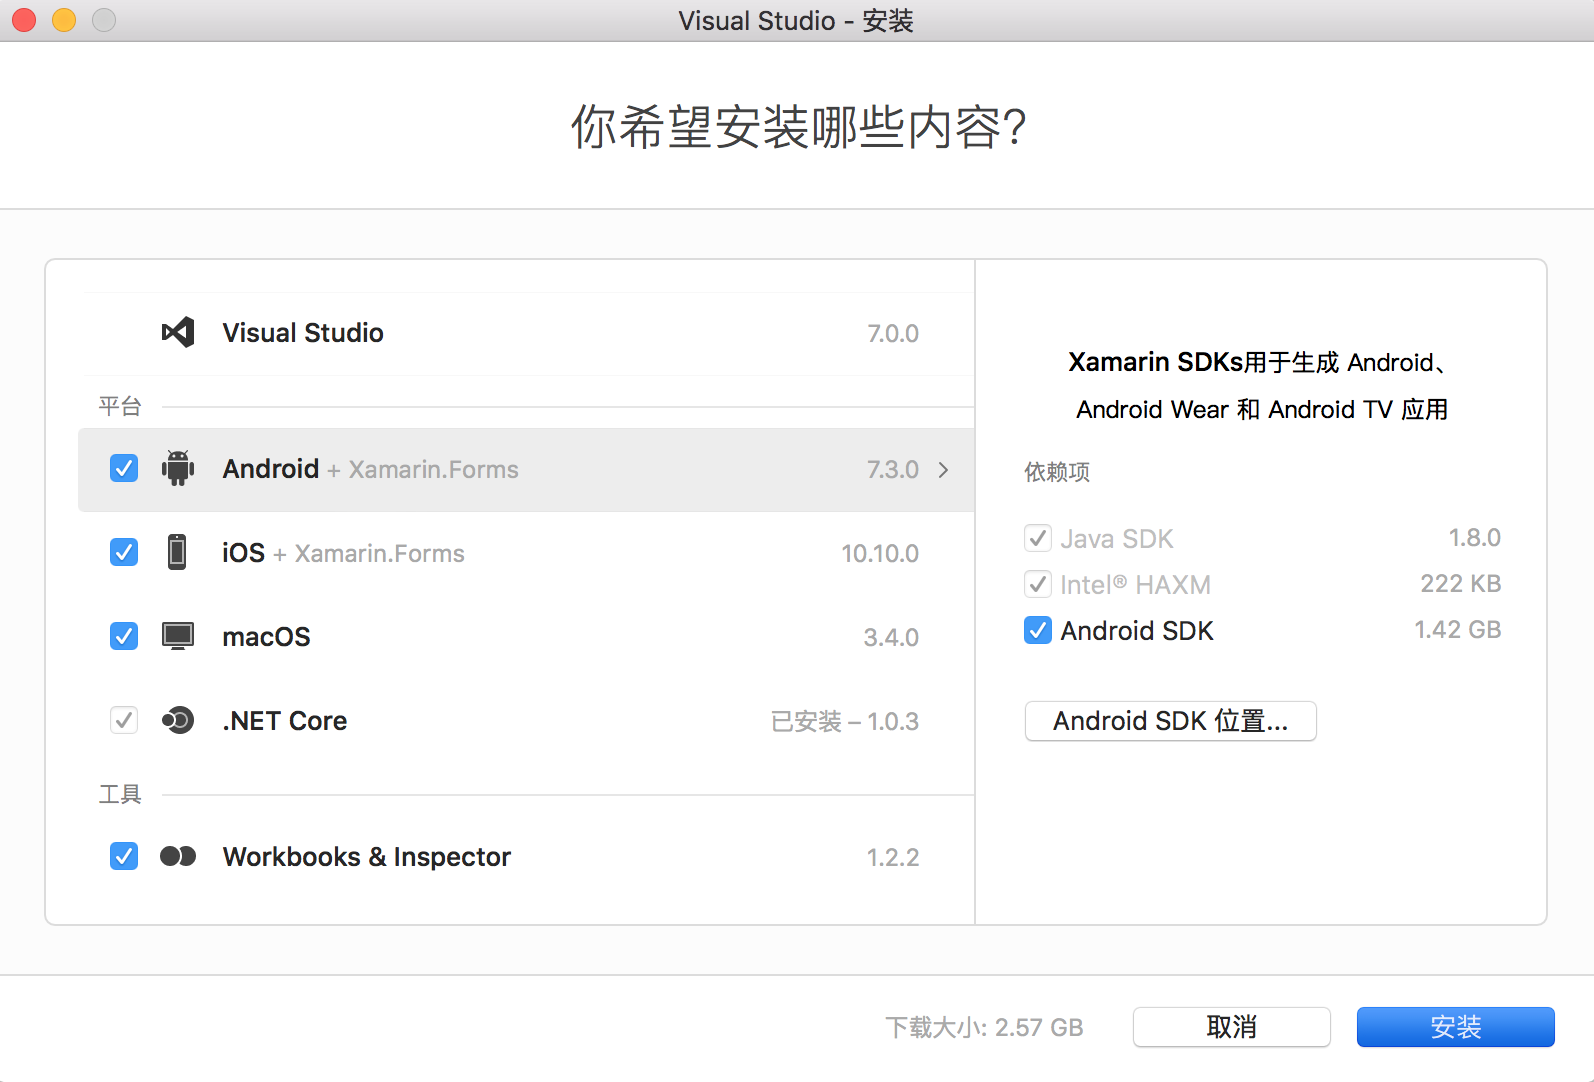 Visual Studio - 安装
你希望安装哪些内容?
Visual Studio 7.0.0
平台
Android + Xamarin.Forms 7.3.0
iOS + Xamarin.Forms 10.10.0
macOS 3.4.0
.NET Core 已安装 – 1.0.3
工具
Workbooks & Inspector 1.2.2
Xamarin SDKs用于生成 Android、
Android Wear 和 Android TV 应用
依赖项
Java SDK 1.8.0
Intel® HAXM 222 KB
Android SDK 1.42 GB
Android SDK 位置...
下载大小: 2.57 GB 取消 安装